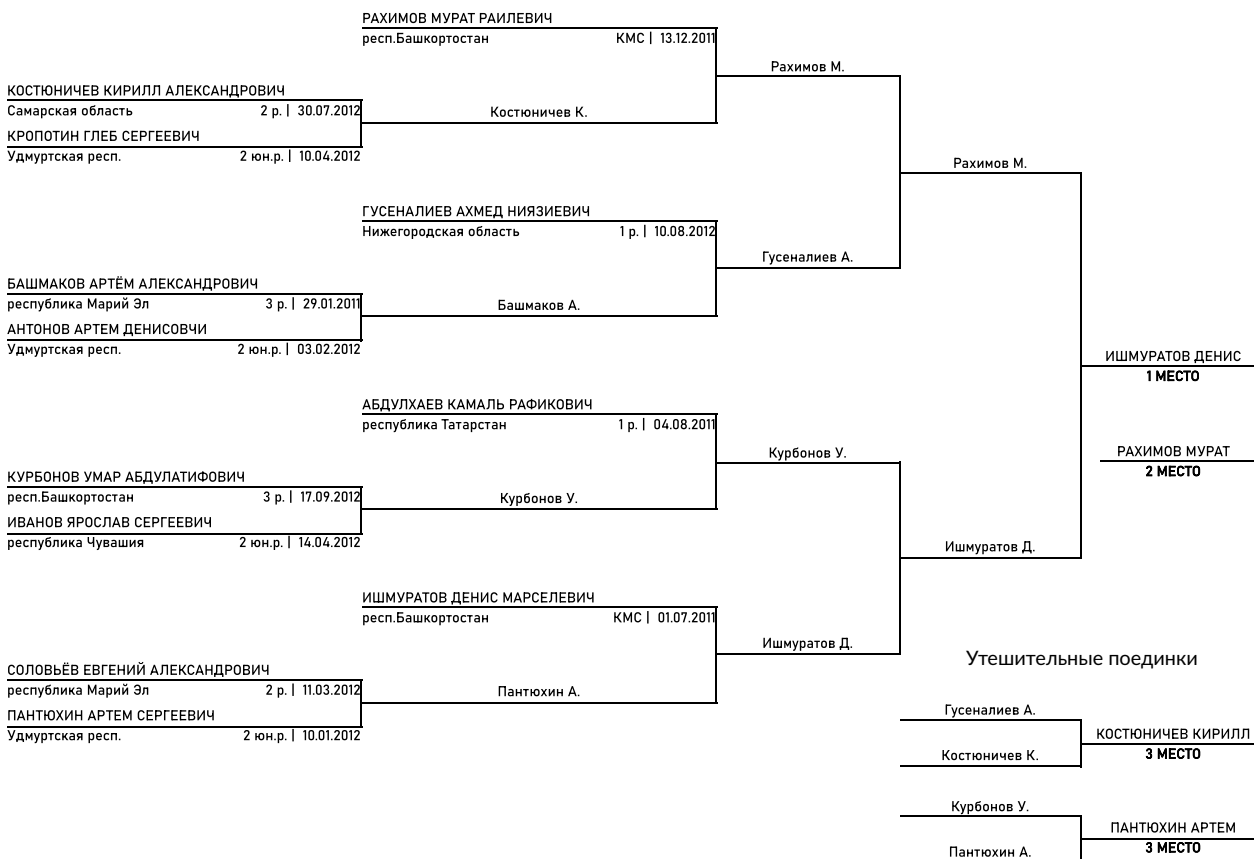 РАХИМОВ МУРАТ РАИЛЕВИЧ
респ.Башкортостан КМС | 13.12.2011
Рахимов М.
КОСТЮНИЧЕВ КИРИЛЛ АЛЕКСАНДРОВИЧ
Самарская область 2 р. | 30.07.2012
Костюничев К.
КРОПОТИН ГЛЕБ СЕРГЕЕВИЧ
Удмуртская респ. 2 юн.р. | 10.04.2012
Рахимов М.
ГУСЕНАЛИЕВ АХМЕД НИЯЗИЕВИЧ
Нижегородская область 1 р. | 10.08.2012
Гусеналиев А.
БАШМАКОВ АРТЁМ АЛЕКСАНДРОВИЧ
республика Марий Эл 3 р. | 29.01.2011
Башмаков А.
АНТОНОВ АРТЕМ ДЕНИСОВЧИ
Удмуртская респ. 2 юн.р. | 03.02.2012
ИШМУРАТОВ ДЕНИС
1 МЕСТО
АБДУЛХАЕВ КАМАЛЬ РАФИКОВИЧ
республика Татарстан 1 р. | 04.08.2011
Курбонов У.
РАХИМОВ МУРАТ
2 МЕСТО
КУРБОНОВ УМАР АБДУЛАТИФОВИЧ
респ.Башкортостан 3 р. | 17.09.2012
Курбонов У.
ИВАНОВ ЯРОСЛАВ СЕРГЕЕВИЧ
республика Чувашия 2 юн.р. | 14.04.2012
Ишмуратов Д.
ИШМУРАТОВ ДЕНИС МАРСЕЛЕВИЧ
респ.Башкортостан КМС | 01.07.2011
Ишмуратов Д.
Утешительные поединки
СОЛОВЬЁВ ЕВГЕНИЙ АЛЕКСАНДРОВИЧ
республика Марий Эл 2 р. | 11.03.2012
Пантюхин А.
ПАНТЮХИН АРТЕМ СЕРГЕЕВИЧ
Удмуртская респ. 2 юн.р. | 10.01.2012
Гусеналиев А.
КОСТЮНИЧЕВ КИРИЛЛ
Костюничев К.
3 МЕСТО
Курбонов У.
ПАНТЮХИН АРТЕМ
3 МЕСТО
Пантюхин А.